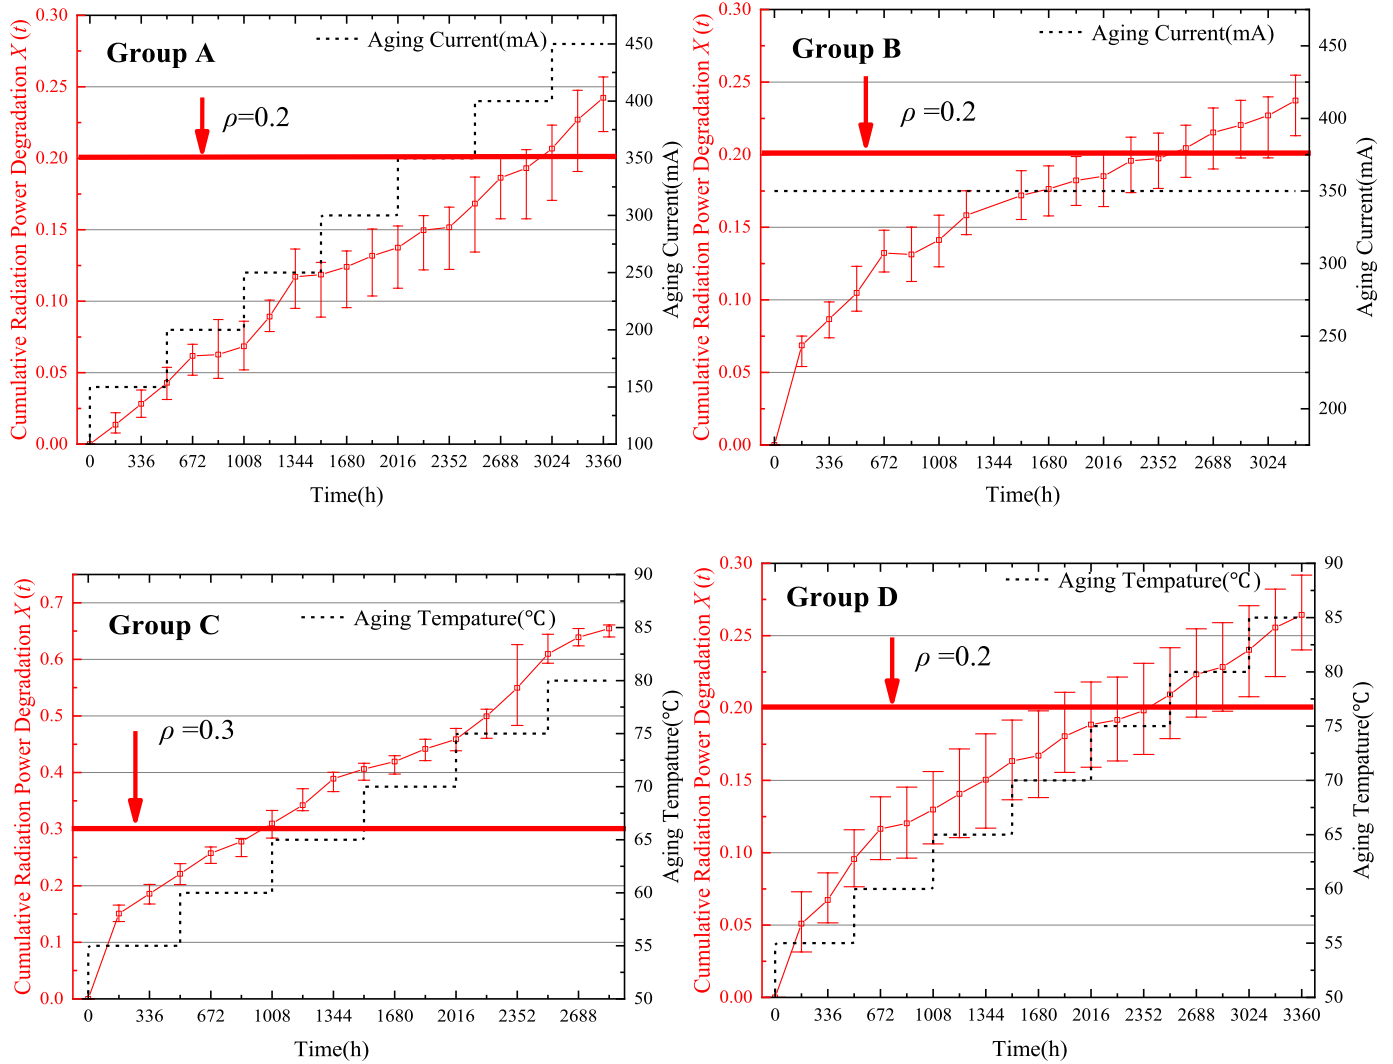 Group A
Aging Current(mA)
ρ=0.2
Cumulative Radiation Power Degradation X (t)
0.30
0.25
0.20
0.15
0.10
0.05
0.00
450
400
350
300
250
200
150
100
Aging Current(mA)
0 336 672 1008 1344 1680 2016 2352 2688 3024 3360
Time(h)
Group B
Aging Current(mA)
ρ =0.2
Cumulative Radiation Power Degradation X (t)
0.30
0.25
0.20
0.15
0.10
0.05
0.00
450
400
350
300
250
200
Aging Current(mA)
0 336 672 1008 1344 1680 2016 2352 2688 3024
Time(h)
Group C
Aging Tempature(℃)
ρ =0.3
Cumulative Radiation Power Degradation X (t)
0.7
0.6
0.5
0.4
0.3
0.2
0.1
0.0
90
85
80
75
70
65
60
55
50
Aging Tempature(℃)
0 336 672 1008 1344 1680 2016 2352 2688
Time(h)
Group D
Aging Tempature(℃)
ρ =0.2
Cumulative Radiation Power Degradation X (t)
0.30
0.25
0.20
0.15
0.10
0.05
0.00
90
85
80
75
70
65
60
55
50
Aging Tempature(℃)
0 336 672 1008 1344 1680 2016 2352 2688 3024 3360
Time(h)